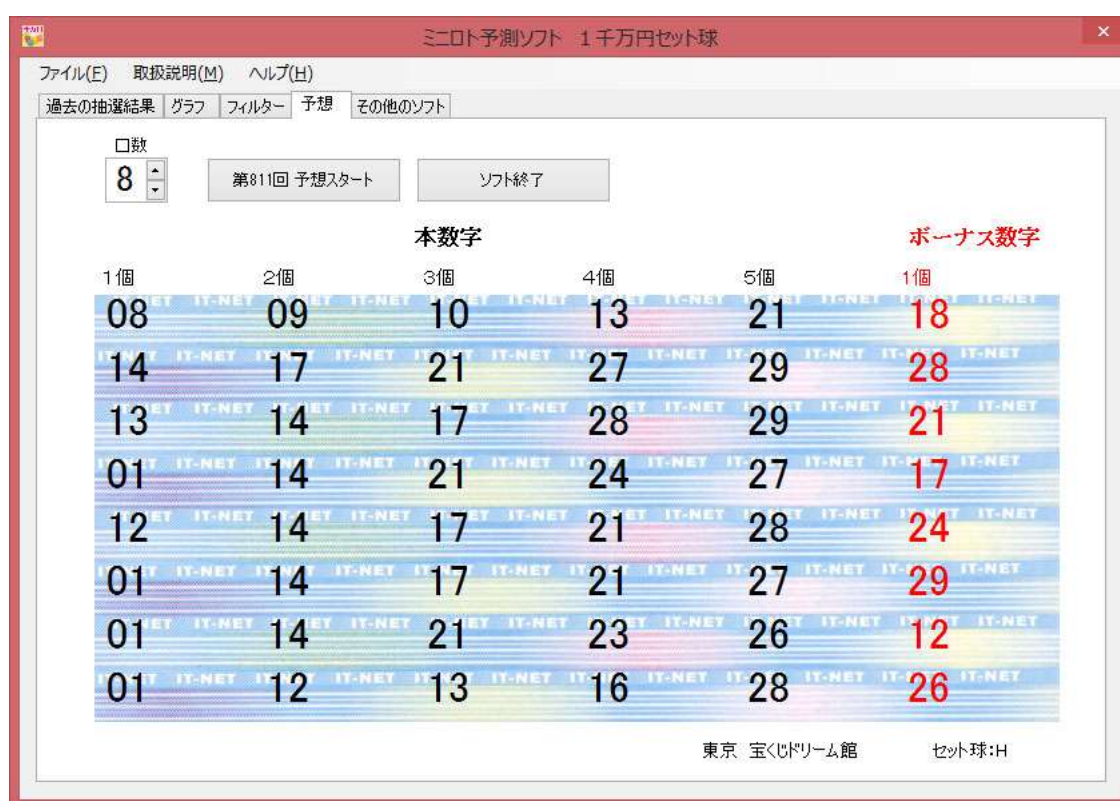 ミニロト予測ソフト １千万円セット球
ファイル(F) 取扱説明(M) ヘルプ(H)
過去の抽選結果 グラフ フィルター 予想 その他のソフト
口数
8 第811回 予想スタート ソフト終了
本数字 ボーナス数字
1個 2個 3個 4個 5個 1個
08 09 10 13 21 18
14 17 21 27 29 28
13 14 17 28 29 21
01 14 21 24 27 17
12 14 17 21 28 24
01 14 17 21 27 29
01 14 21 23 26 12
01 12 13 16 28 26
東京 宝くじドリーム館 セット球:H